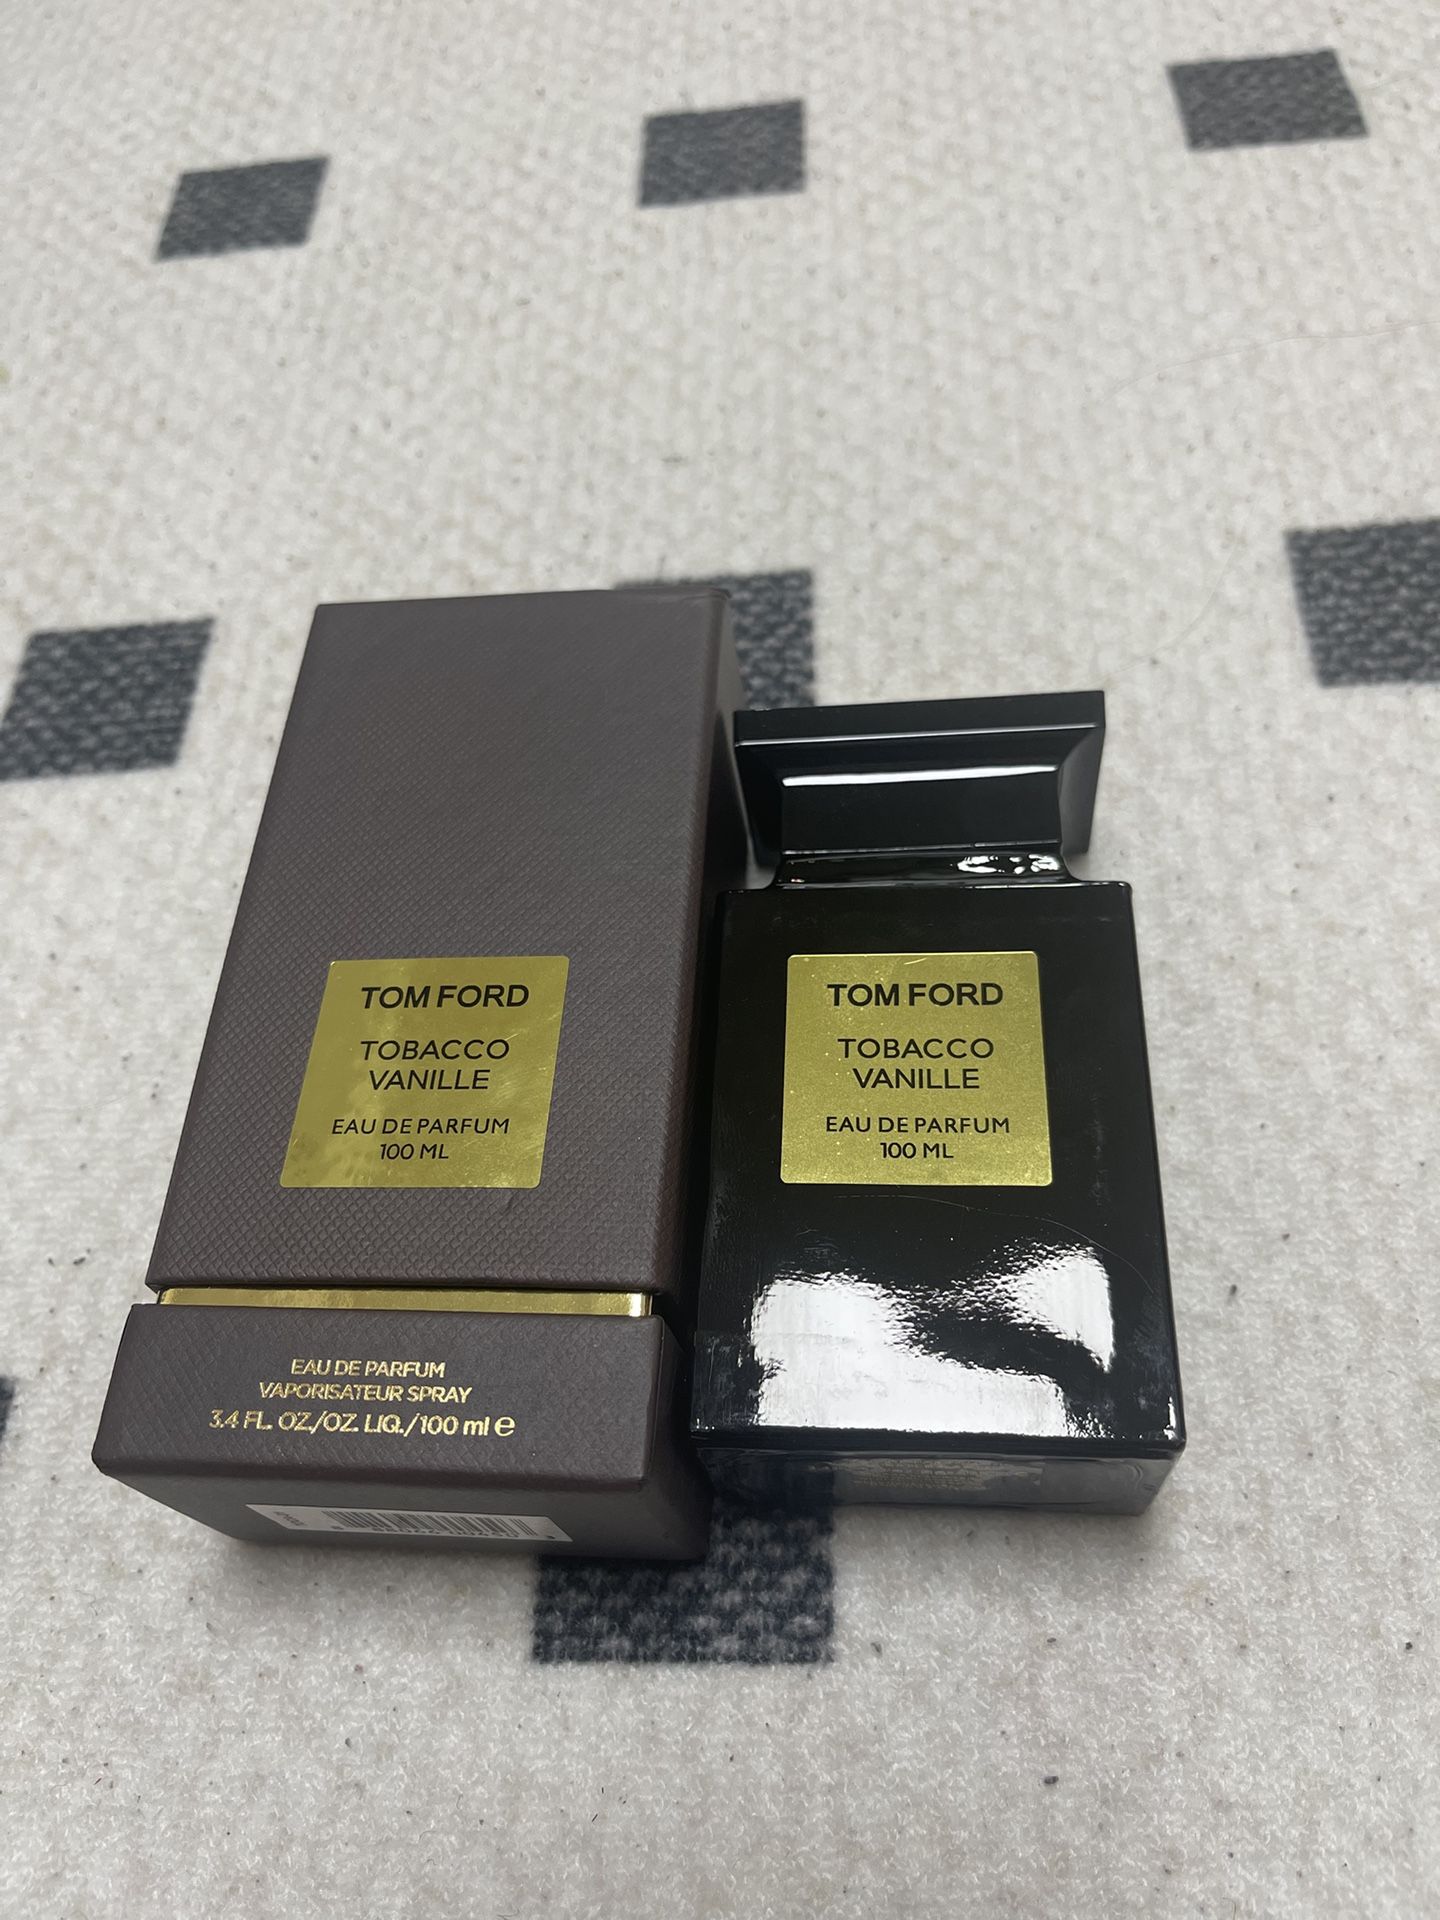 TOM FORD
TOBACCO
VANILLE
EAU DE PARFUM
100 ML
EAU DE PARFUM
VAPORISATEUR SPRAY
3.4 FL. OZ./OZ. LIQ./100 ml ℮
TOM FORD
TOBACCO
VANILLE
EAU DE PARFUM
100 ML